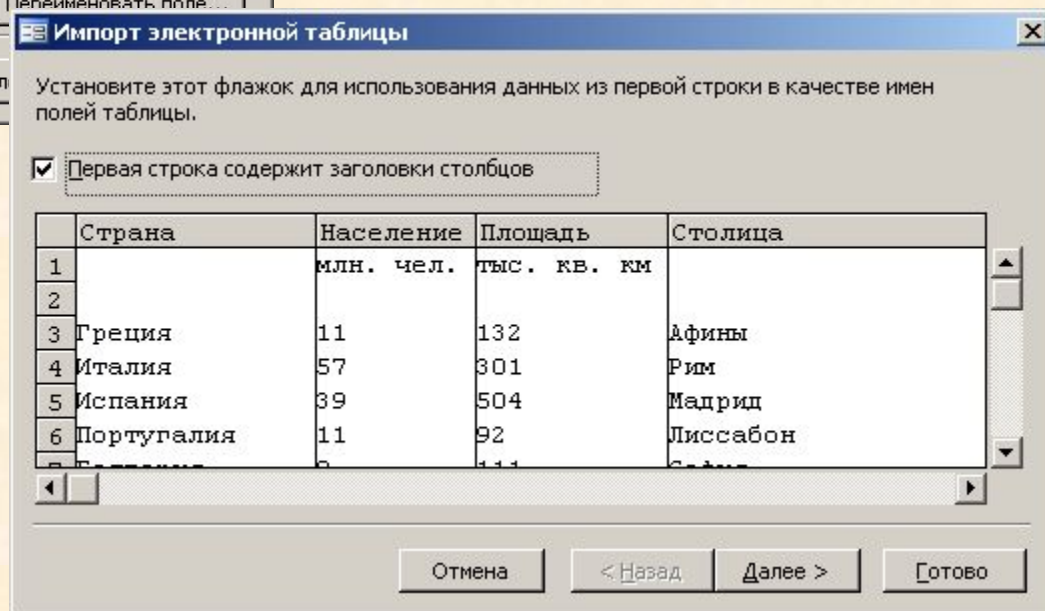 Переименовать поле...
Импорт электронной таблицы
Установите этот флажок для использования данных из первой строки в качестве имен
полей таблицы.
Первая строка содержит заголовки столбцов
Страна Население Площадь Столица
1 млн. чел. тыс. кв. км
2
3 Греция 11 132 Афины
4 Италия 57 301 Рим
5 Испания 39 504 Мадрид
6 Португалия 11 92 Лиссабон
Отмена < Назад Далее > Готово